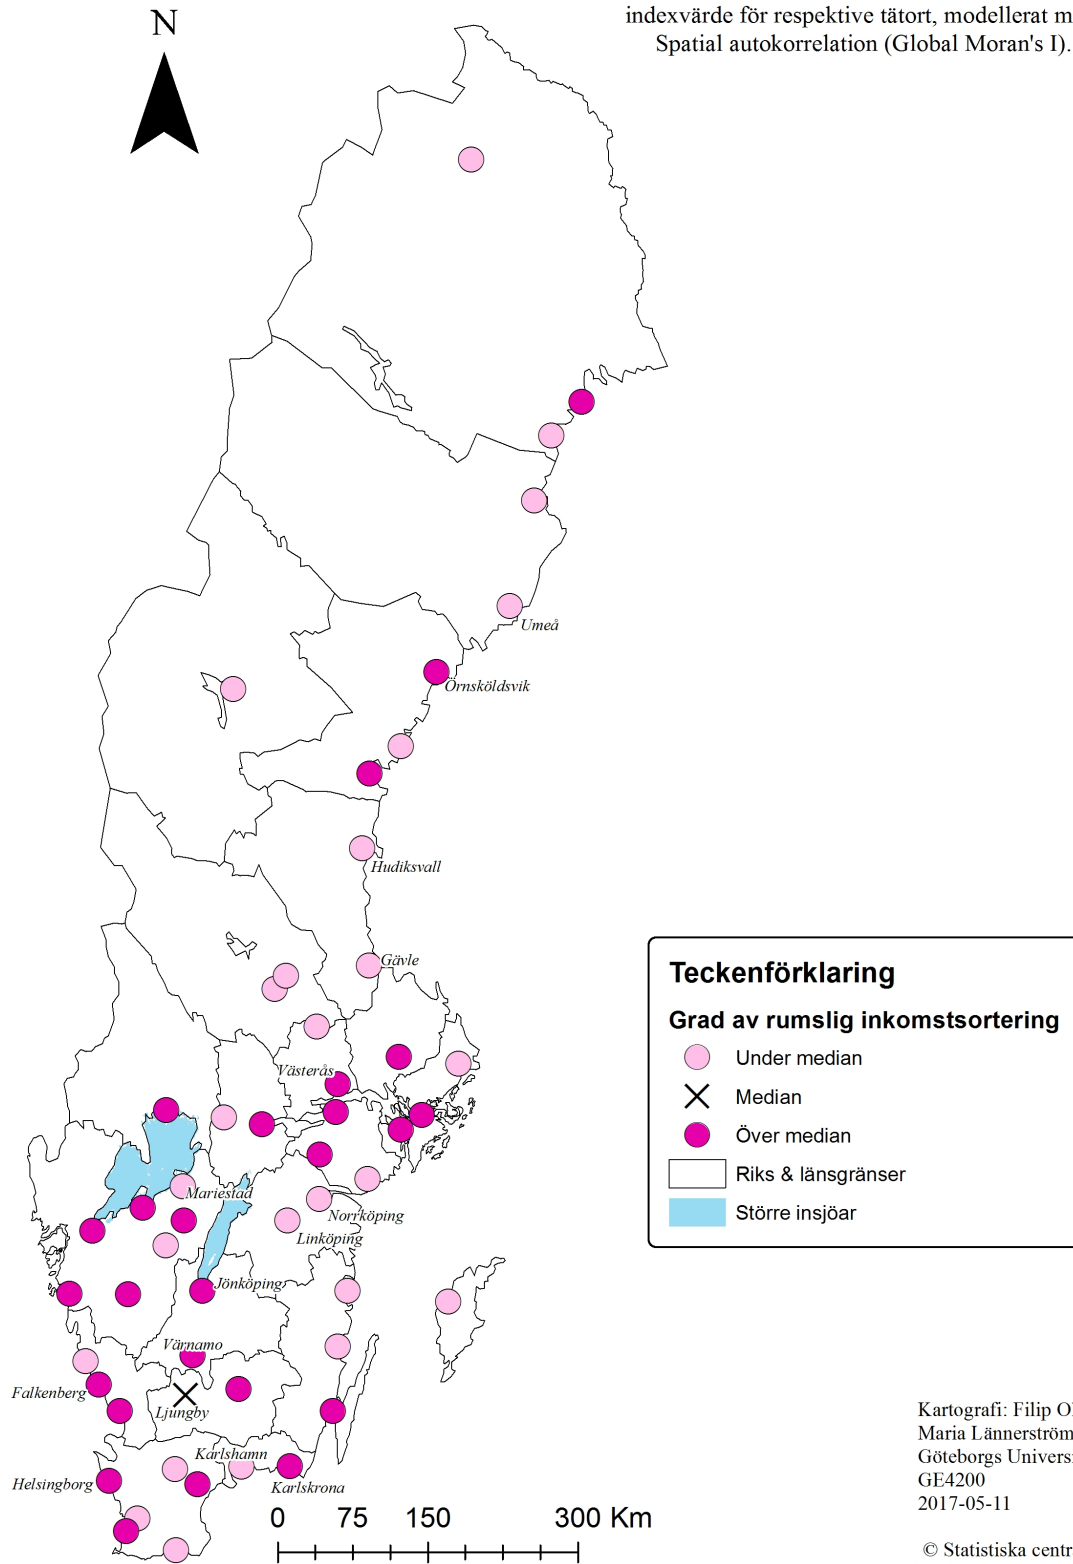 N
indexvärde för respektive tätort, modellerat
Spatial autokorrelation (Global Moran's I).
Umeå
Örnsköldsvik
Hudiksvall
Gävle
Västerås
Mariestad
Norrköping
Linköping
Jönköping
Värnamo
Falkenberg
Ljungby
Karlshamn
Helsingborg
Karlskrona
Teckenförklaring
Grad av rumslig inkomstsortering
Under median
Median
Över median
Riks & länsgränser
Större insjöar
Kartografi: Filip
Maria Lännerström
Göteborgs
GE4200
2017-05-11
© Statistiska
0 75 150 300 Km